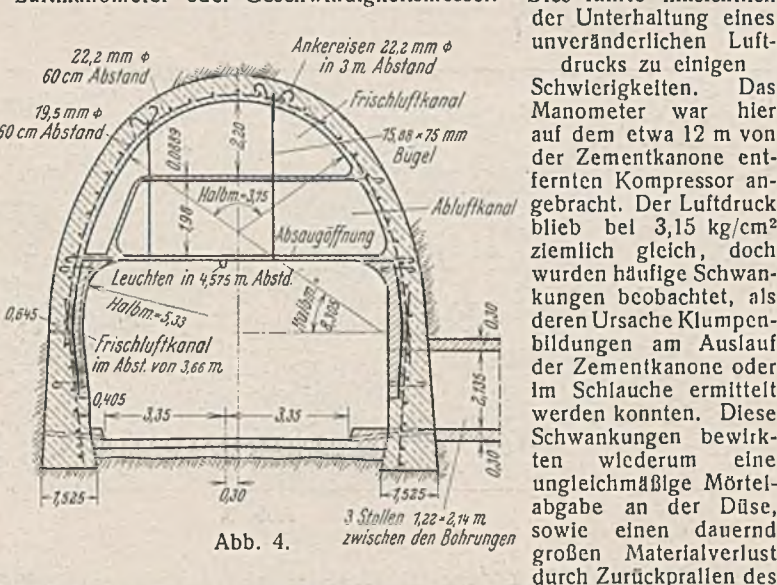 der Unterhaltung eines
unveränderlichen Luft-
drucks zu einigen
Schwierigkeiten. Das
Manometer war hier
auf dem etwa 12 m von
der Zementkanone ent-
fernten Kompressor an-
gebracht. Der Luftdruck
blieb bei 3,15 kg/cm²
ziemlich gleich, doch
wurden häufige Schwan-
kungen beobachtet, als
deren Ursache Klumpen-
bildungen am Auslauf
der Zementkanone oder
im Schlauche ermittelt
werden konnten. Diese
Schwankungen bewirk-
ten wiederum eine
ungleichmäßige Mörtel-
abgabe an der Düse,
sowie einen dauernd
großen Materialverlust
durch Zurückprallen des
22,2 mm ϕ
60 cm Abstand
19,5 mm ϕ
60 cm Abstand
Ankereisen 22,2 mm ϕ
in 3 m Abstand
Frischluftkanal
15,88 × 75 mm
Bügel
2,20
0,0889
Halbm.=3,15
1,98
Abluftkanal
Absaugöffnung
Leuchten in 4,575 m Abstd.
Halbm.=5,33
Halbm.=
0,645
Frischluftkanal
im Abst. von 3,66 m
0,405
3,35
3,35
0,30
2,135
0,30
1,525
0,30
1,525
3 Stollen 1,22 × 2,14 m
zwischen den Bohrungen
Abb. 4.